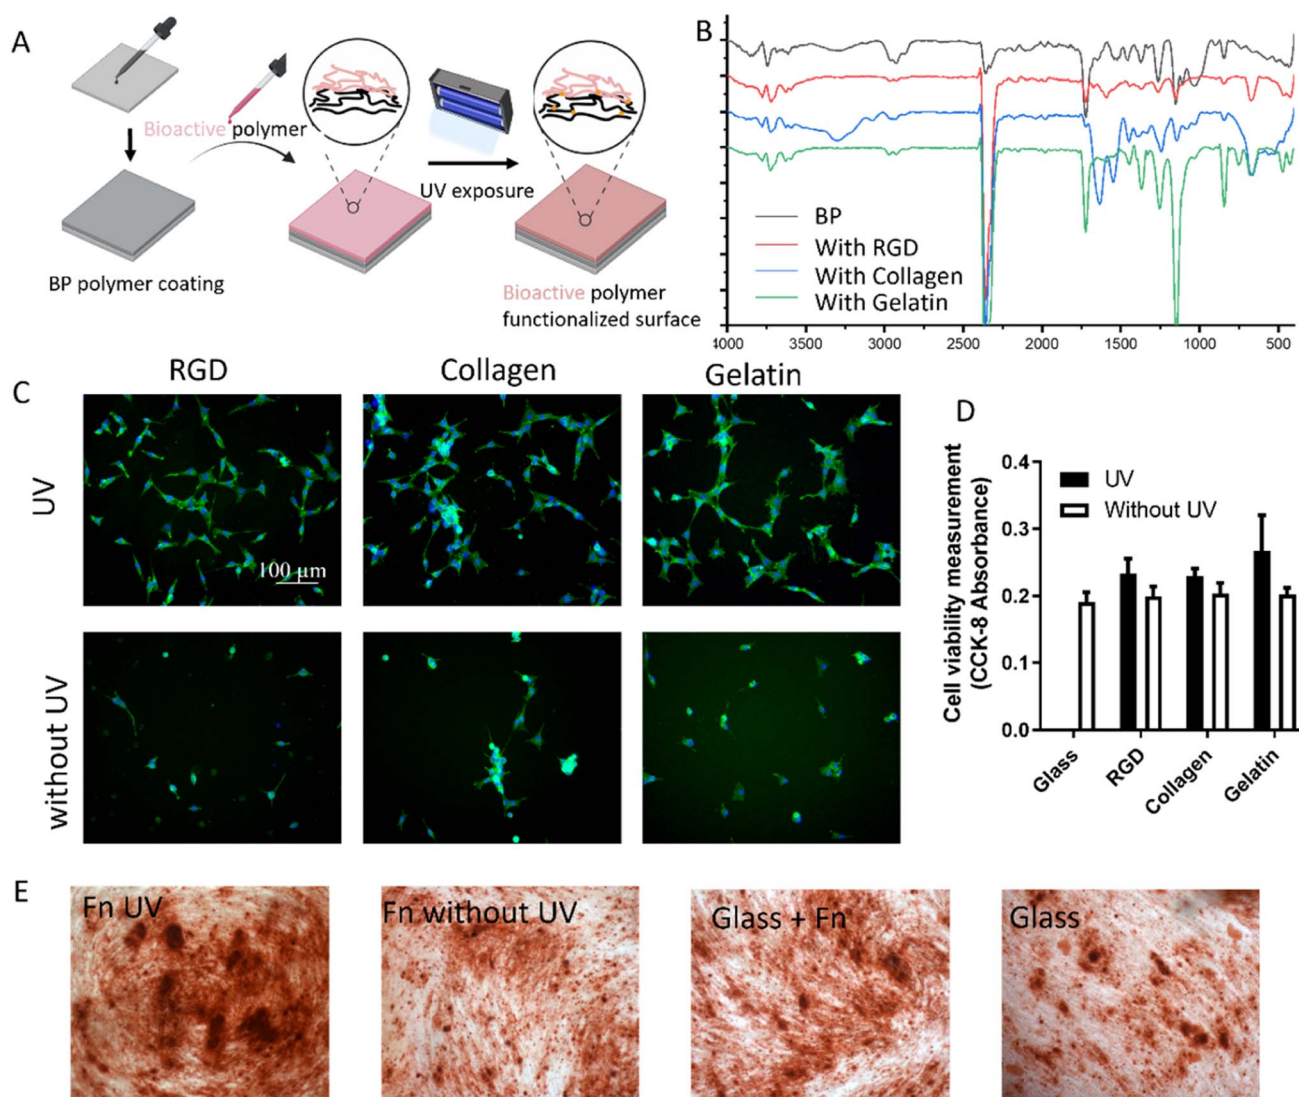 A
Bioactive polymer
UV exposure
BP polymer coating
Bioactive polymer
functionalized surface
B
BP
With RGD
With Collagen
With Gelatin
4000 3500 3000 2500 2000 1500 1000 500
C
RGD Collagen Gelatin
UV
100 μm
without UV
D
Cell viability measurement
(CCK-8 Absorbance)
0.4
0.3
0.2
0.1
0.0
UV
Without UV
Glass
RGD
Collagen
Gelatin
E
Fn UV
Fn without UV
Glass + Fn
Glass